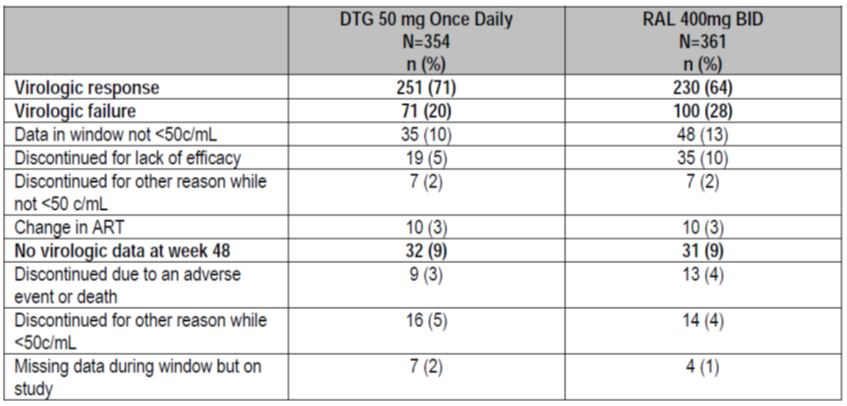 DTG 50 mg Once Daily RAL 400mg BID
N=354 N=361
n (%) n (%)
Virologic response 251 (71) 230 (64)
Virologic failure 71 (20) 100 (28)
Data in window not <50c/mL 35 (10) 48 (13)
Discontinued for lack of efficacy 19 (5) 35 (10)
Discontinued for other reason while 7 (2) 7 (2)
not <50 c/mL
Change in ART 10 (3) 10 (3)
No virologic data at week 48 32 (9) 31 (9)
Discontinued due to an adverse 9 (3) 13 (4)
event or death
Discontinued for other reason while 16 (5) 14 (4)
<50c/mL
Missing data during window but on 7 (2) 4 (1)
study